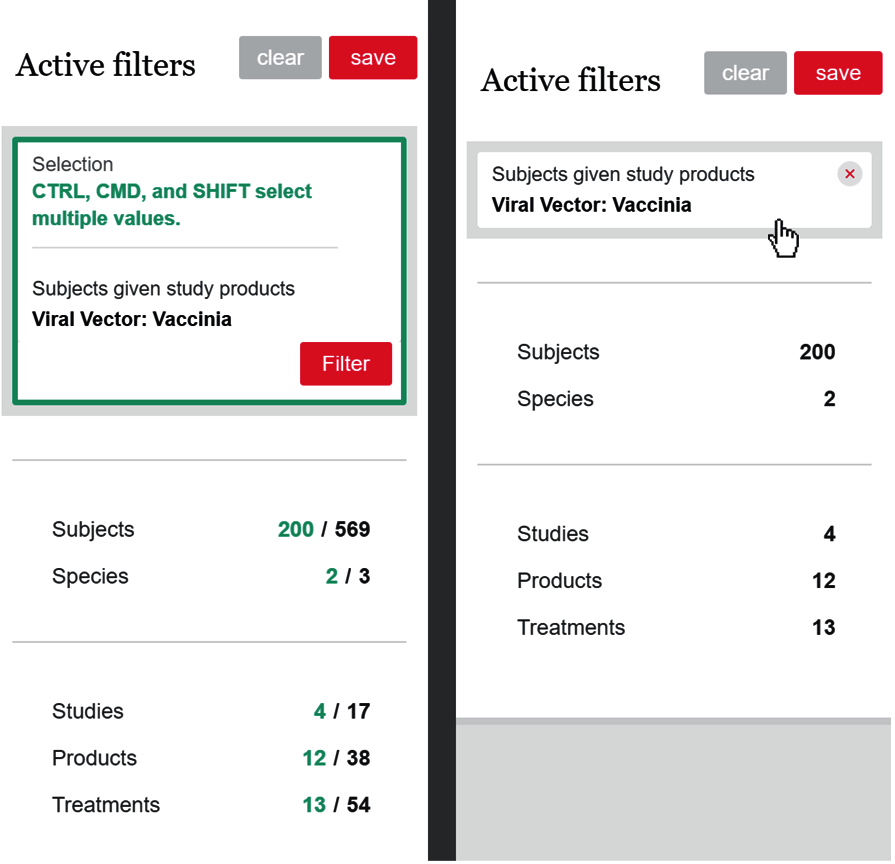 Active filters
clear
save
Selection
CTRL, CMD, and SHIFT select
multiple values.
Subjects given study products
Viral Vector: Vaccinia
Filter
Subjects 200 / 569
Species 2 / 3
Studies 4 / 17
Products 12 / 38
Treatments 13 / 54
Active filters
clear
save
Subjects given study products
Viral Vector: Vaccinia
Subjects 200
Species 2
Studies 4
Products 12
Treatments 13